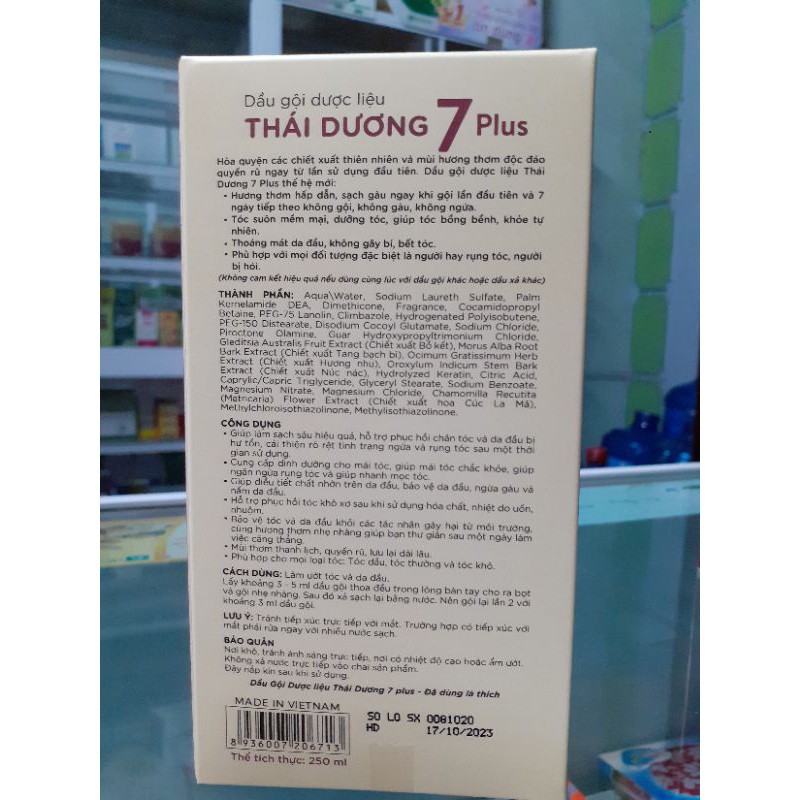 Dầu gội dược liệu
THÁI DƯƠNG 7 Plus
Hòa quyện các chiết xuất thiên nhiên và mùi hương thơm độc đáo
quyến rũ ngay từ lần sử dụng đầu tiên. Dầu gội dược liệu Thái
Dương 7 Plus thế hệ mới:
• Hương thơm hấp dẫn, sạch gàu ngay khi gội lần đầu tiên và 7
ngày tiếp theo không gội, không gàu, không ngứa.
• Tóc suôn mềm mại, dưỡng tóc, giúp tóc bồng bềnh, khỏe tự
nhiên.
• Thoáng mát da đầu, không gây bí, bết tóc.
• Phù hợp với mọi đối tượng đặc biệt là người hay rụng tóc, người
bị hói.
(Không cam kết hiệu quả nếu dùng cùng lúc với dầu gội khác hoặc dầu xả khác)
THÀNH PHẦN: Aqua\Water, Sodium Laureth Sulfate, Palm
Kernelamide DEA, Dimethicone, Fragrance, Cocamidopropyl
Betaine, PEG-75 Lanolin, Climbazole, Hydrogenated Polyisobutene,
PEG-150 Distearate, Disodium Cocoyl Glutamate, Sodium Chloride,
Piroctone Olamine, Guar Hydroxypropyltrimonium Chloride,
Gleditsia Australis Fruit Extract (Chiết xuất Bồ kết), Morus Alba Root
Bark Extract (Chiết xuất Tang bạch bì), Ocimum Gratissimum Herb
Extract (Chiết xuất Hương nhu), Oroxylum Indicum Stem Bark
Extract (Chiết xuất Núc nác), Hydrolyzed Keratin, Citric Acid,
Caprylic/Capric Triglyceride, Glyceryl Stearate, Sodium Benzoate,
Magnesium Nitrate, Magnesium Chloride, Chamomilla Recutita
(Matricaria) Flower Extract (Chiết xuất hoa Cúc La Mã),
Methylchloroisothiazolinone, Methylisothiazolinone.
CÔNG DỤNG
• Giúp làm sạch sâu hiệu quả, hỗ trợ phục hồi chân tóc và da đầu bị
hư tổn, cải thiện rõ rệt tình trạng ngứa và rụng tóc sau một thời
gian sử dụng.
• Cung cấp dinh dưỡng cho mái tóc, giúp mái tóc chắc khỏe, giúp
ngăn ngừa rụng tóc và giúp nhanh mọc tóc.
• Giúp điều tiết chất nhờn trên da đầu, bảo vệ da đầu, ngừa gàu và
nấm da đầu.
• Hỗ trợ phục hồi tóc khô xơ sau khi sử dụng hóa chất, nhiệt do uốn,
nhuộm.
• Bảo vệ tóc và da đầu khỏi các tác nhân gây hại từ môi trường,
cùng hương thơm nhẹ nhàng giúp bạn thư giãn sau một ngày làm
việc căng thẳng.
• Mùi thơm thanh lịch, quyến rũ, lưu lại dài lâu.
• Phù hợp cho mọi loại tóc: Tóc dầu, tóc thường và tóc khô.
CÁCH DÙNG: Làm ướt tóc và da đầu.
Lấy khoảng 3 - 5 ml dầu gội thoa đều trong lòng bàn tay cho ra bọt
và gội nhẹ nhàng. Sau đó xả sạch lại bằng nước. Nên gội lại lần 2 với
khoảng 3 ml dầu gội.
LƯU Ý: Tránh tiếp xúc trực tiếp với mắt. Trường hợp có tiếp xúc với
mắt phải rửa ngay với nhiều nước sạch.
BẢO QUẢN
Nơi khô, tránh ánh sáng trực tiếp, nơi có nhiệt độ cao hoặc ẩm ướt.
Không xả nước trực tiếp vào chai sản phẩm.
Đậy nắp kín sau khi sử dụng.
Dầu Gội Dược liệu Thái Dương 7 plus - Đã dùng là thích
MADE IN VIETNAM
SO LO SX 0081020
HD 17/10/2023
8 936007 206713
Thể tích thực: 250 ml